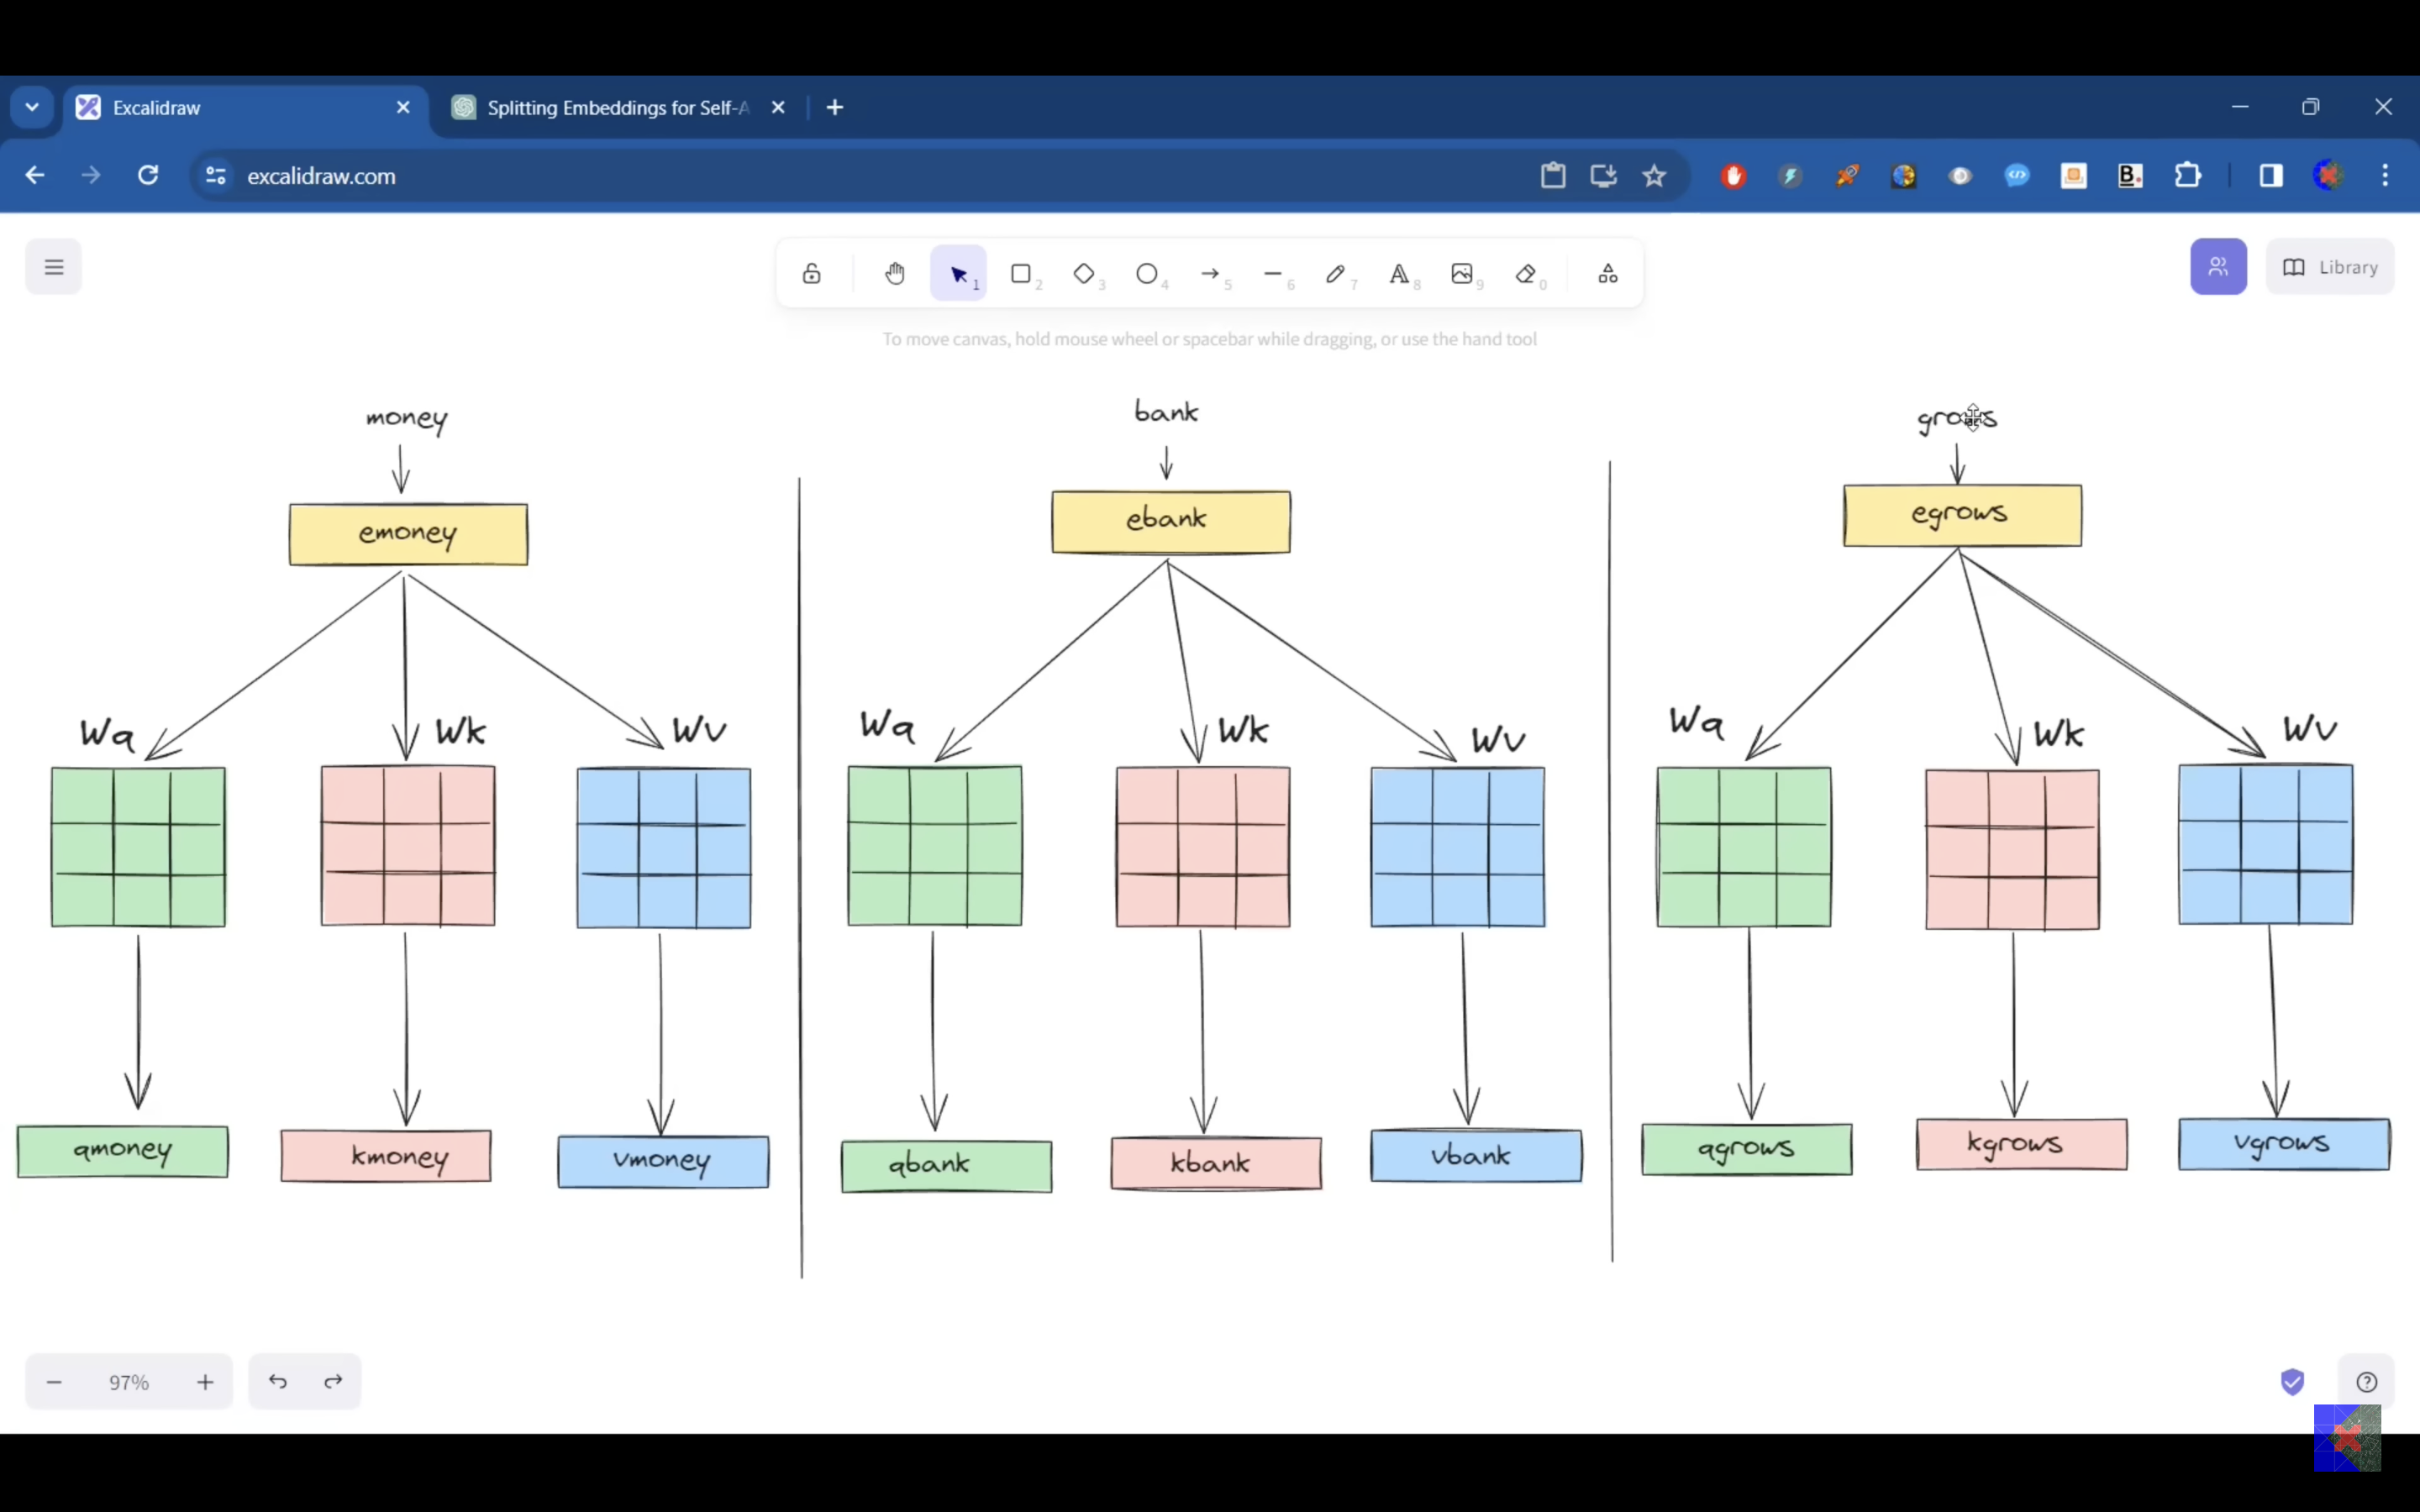 Excalidraw
Splitting Embeddings for Self-A
excalidraw.com
B.
1 2 3 4 5 6 7 8 9 0
Library
To move canvas, hold mouse wheel or spacebar while dragging, or use the hand tool
money bank grows
emoney ebank egrows
Wq Wk Wv Wq Wk Wv Wq Wk Wv
qmoney kmoney vmoney qbank kbank vbank qgrows kgrows vgrows
97%